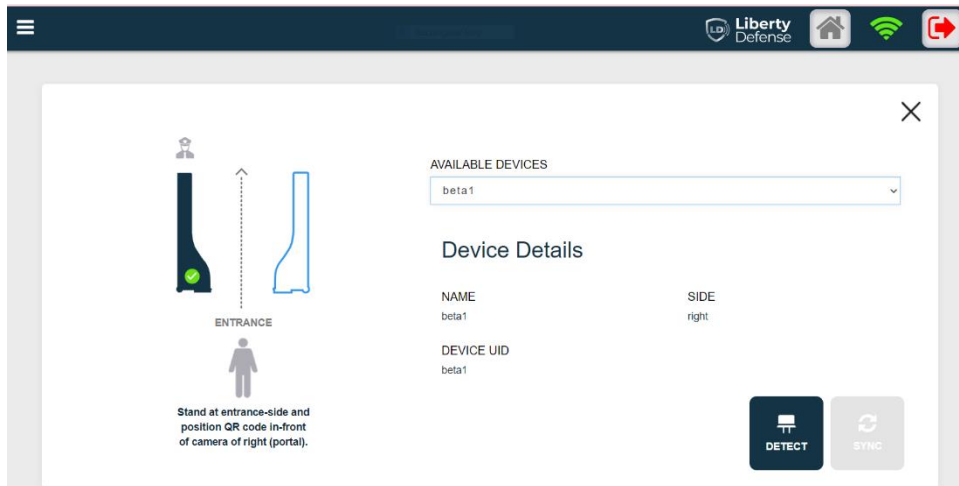 LD
Liberty
Defense
AVAILABLE DEVICES
beta1
Device Details
NAME
beta1
SIDE
right
DEVICE UID
beta1
ENTRANCE
Stand at entrance-side and
position QR code in-front
of camera of right (portal).
DETECT
SYNC